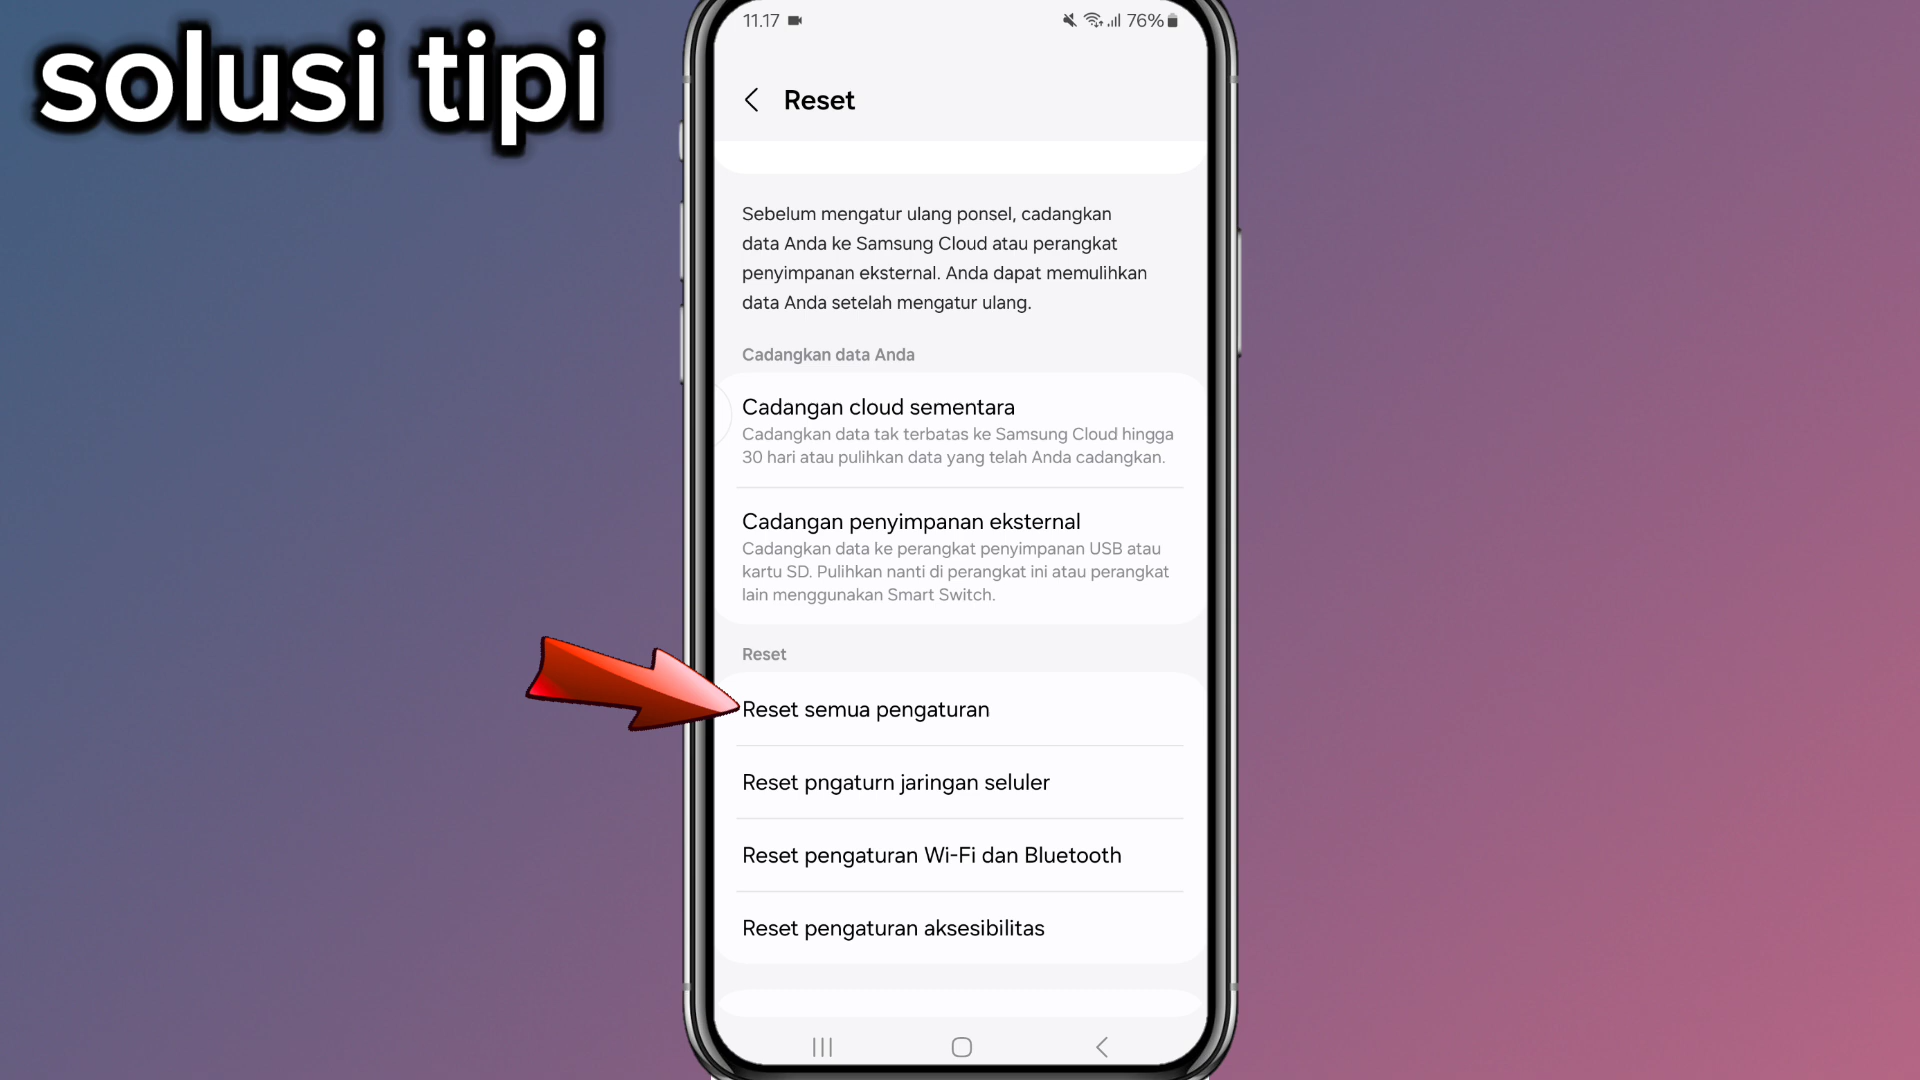 solusi tipi
11.17
76%
Reset
Sebelum mengatur ulang ponsel, cadangkan
data Anda ke Samsung Cloud atau perangkat
penyimpanan eksternal. Anda dapat memulihkan
data Anda setelah mengatur ulang.
Cadangkan data Anda
Cadangan cloud sementara
Cadangkan data tak terbatas ke Samsung Cloud hingga
30 hari atau pulihkan data yang telah Anda cadangkan.
Cadangan penyimpanan eksternal
Cadangkan data ke perangkat penyimpanan USB atau
kartu SD. Pulihkan nanti di perangkat ini atau perangkat
lain menggunakan Smart Switch.
Reset
Reset semua pengaturan
Reset pngaturn jaringan seluler
Reset pengaturan Wi-Fi dan Bluetooth
Reset pengaturan aksesibilitas